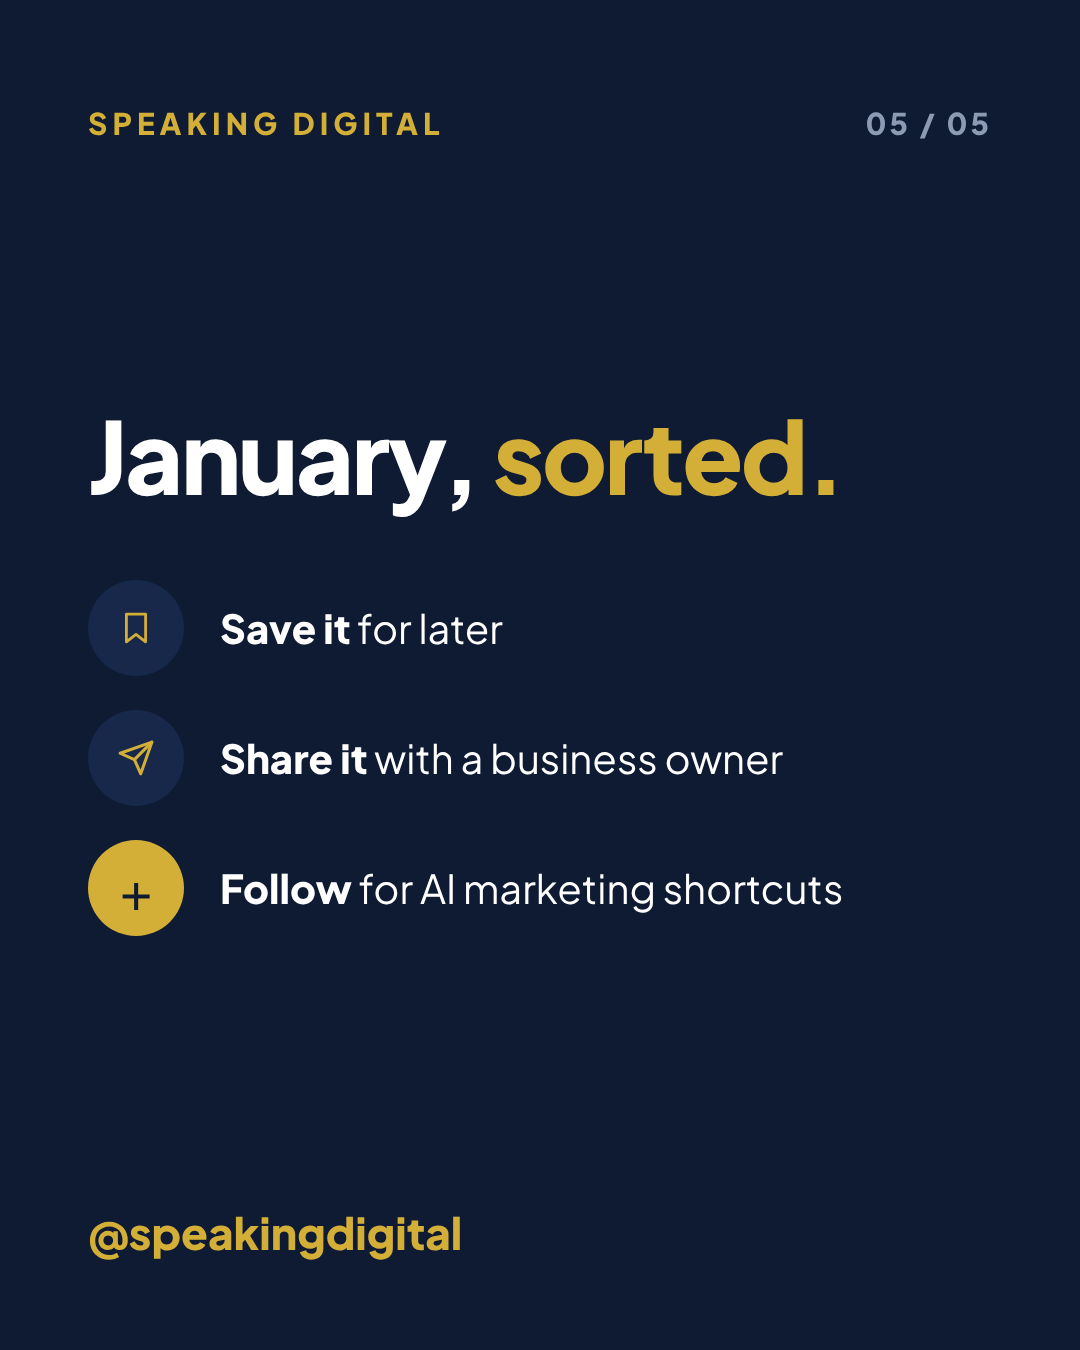 SPEAKING DIGITAL
05 / 05
January, sorted.
Save it for later
Share it with a business owner
+
Follow for AI marketing shortcuts
@speakingdigital